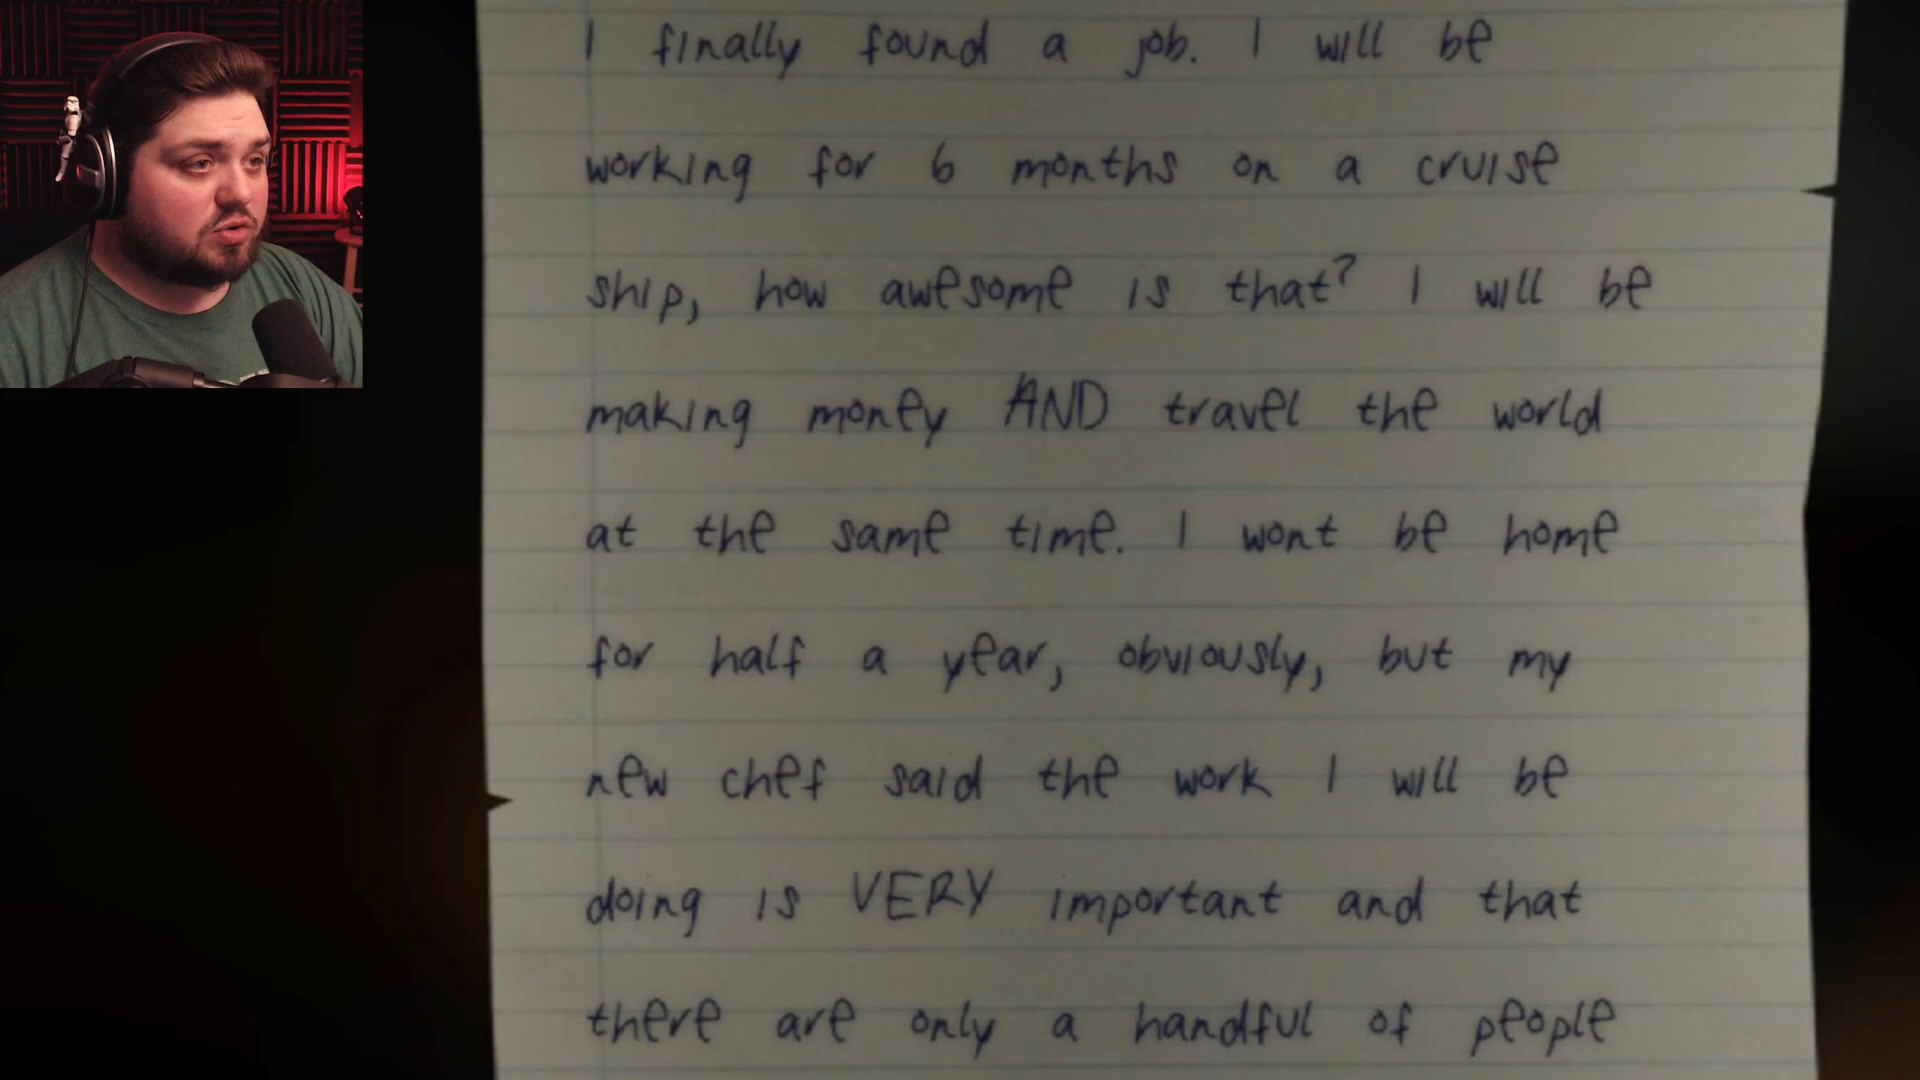 I finally found a job. I will be
working for 6 months on a cruise
ship, how awesome is that? I will be
making money AND travel the world
at the same time. I wont be home
for half a year, obviously, but my
new chef said the work I will be
doing is VERY important and that
there are only a handful of people